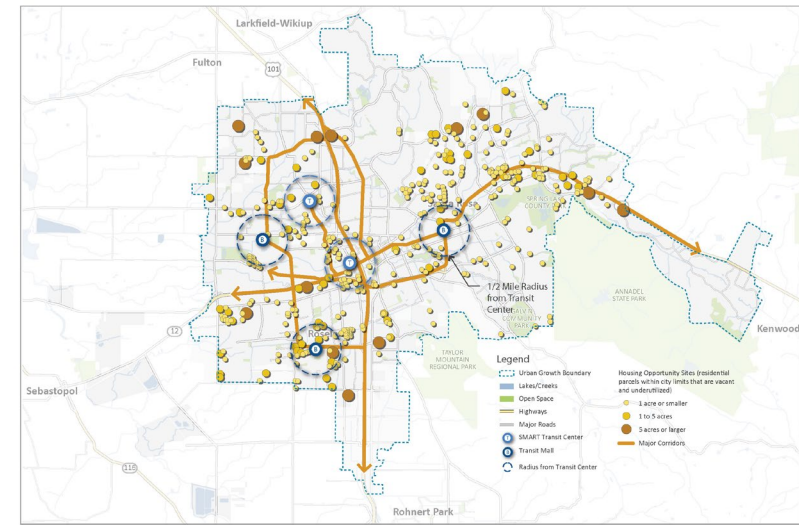 Larkfield-Wikiup
Fulton
101
T
B
B
T
1/2 Mile Radius
from Transit
Center
ANNADEL
STATE PARK
Kenwood
12
Rosel
B
TAYLOR
MOUNTAIN
REGIONAL PARK
COMMUNITY
PARK
Sebastopol
116
Rohnert Park
Legend
Urban Growth Boundary
Lakes/Creeks
Open Space
Highways
Major Roads
SMART Transit Center
Transit Mall
Radius from Transit Center
Housing Opportunity Sites (residential
parcels within city limits that are vacant
and underutilized)
1 acre or smaller
1 to 5 acres
5 acres or larger
Major Corridors